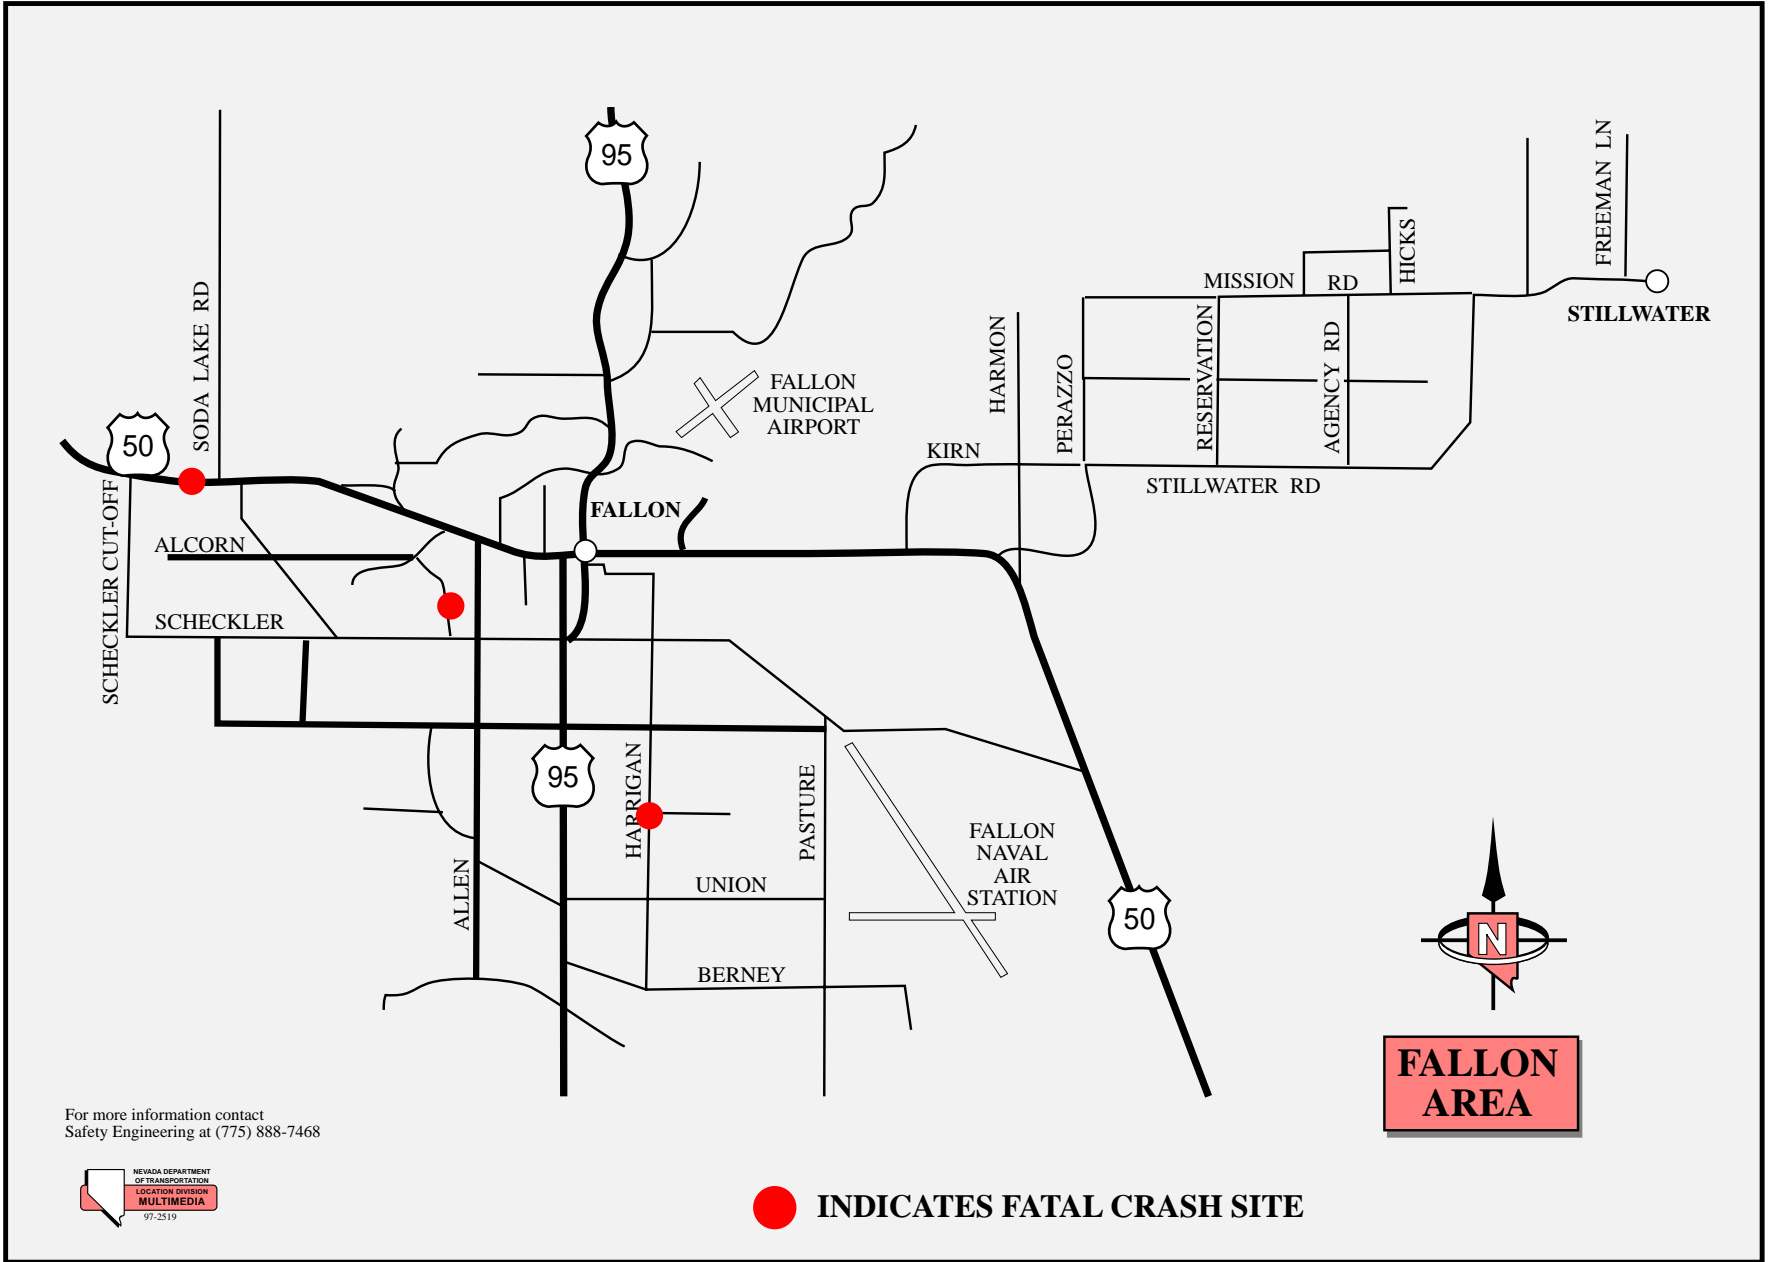 95
FREEMAN LN
HICKS
MISSION RD
STILLWATER
SODA LAKE RD
RESERVATION
AGENCY RD
HARMON
PERAZZO
FALLON
MUNICIPAL
AIRPORT
50
KIRN
STILLWATER RD
SCHECKLER CUT-OFF
FALLON
ALCORN
SCHECKLER
95
HARRIGAN
PASTURE
FALLON
NAVAL
AIR
STATION
ALLEN
UNION
50
BERNEY
N
FALLON
AREA
For more information contact
Safety Engineering at (775) 888-7468
NEVADA DEPARTMENT
OF TRANSPORTATION
LOCATION DIVISION
MULTIMEDIA
97-2519
INDICATES FATAL CRASH SITE